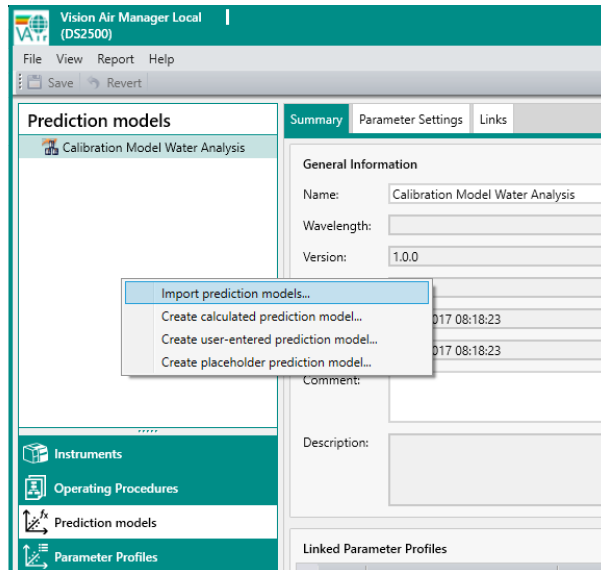 Vision Air Manager Local
(DS2500)
File View Report Help
Save Revert
Prediction models
Calibration Model Water Analysis
Summary Parameter Settings Links
General Information
Name: Calibration Model Water Analysis
Wavelength:
Version: 1.0.0
Import prediction models...
Create calculated prediction model...
Create user-entered prediction model...
Create placeholder prediction model...
017 08:18:23
017 08:18:23
Comment:
Description:
Instruments
Operating Procedures
fx Prediction models
Parameter Profiles
Linked Parameter Profiles